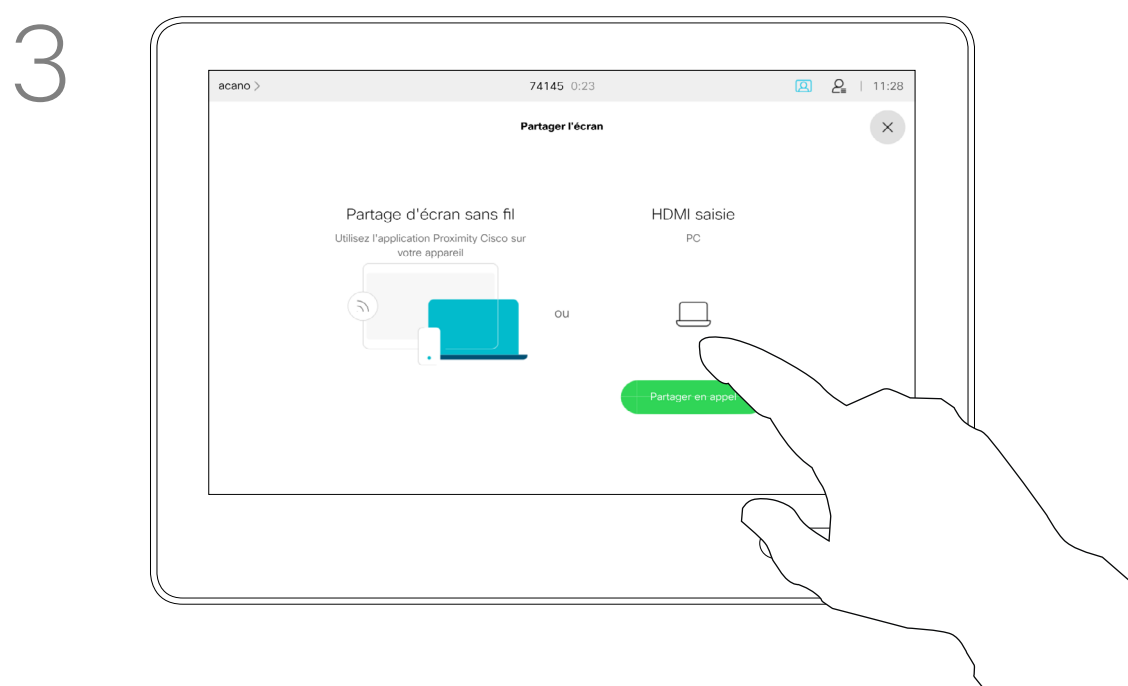 3
acano >
74145 0:23
11:28
Partager l'écran
Partage d'écran sans fil
Utilisez l'application Proximity Cisco sur
votre appareil
ou
HDMI saisie
PC
Partager en appel